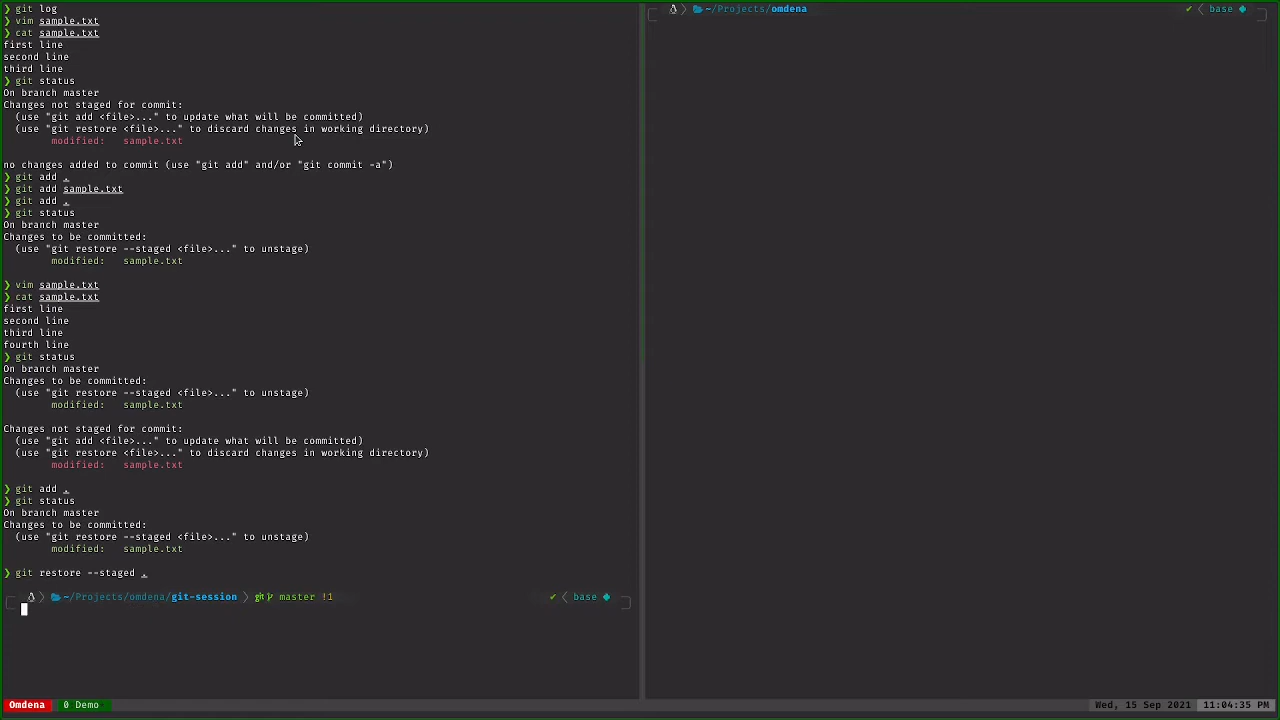 ❯ git log
❯ vim sample.txt
❯ cat sample.txt
first line
second line
third line
❯ git status
On branch master
Changes not staged for commit:
  (use "git add <file>..." to update what will be committed)
  (use "git restore <file>..." to discard changes in working directory)
        modified:   sample.txt
no changes added to commit (use "git add" and/or "git commit -a")
❯ git add .
❯ git add sample.txt
❯ git add .
❯ git status
On branch master
Changes to be committed:
  (use "git restore --staged <file>..." to unstage)
        modified:   sample.txt
❯ vim sample.txt
❯ cat sample.txt
first line
second line
third line
fourth line
❯ git status
On branch master
Changes to be committed:
  (use "git restore --staged <file>..." to unstage)
        modified:   sample.txt
Changes not staged for commit:
  (use "git add <file>..." to update what will be committed)
  (use "git restore <file>..." to discard changes in working directory)
        modified:   sample.txt
❯ git add .
❯ git status
On branch master
Changes to be committed:
  (use "git restore --staged <file>..." to unstage)
        modified:   sample.txt
❯ git restore --staged .
~/Projects/omdena/git-session ❯ git master !1 ✔ ❮ base
~/Projects/omdena ✔ ❮ base
Omdena 0 Demo Wed, 15 Sep 2021 11:04:35 PM